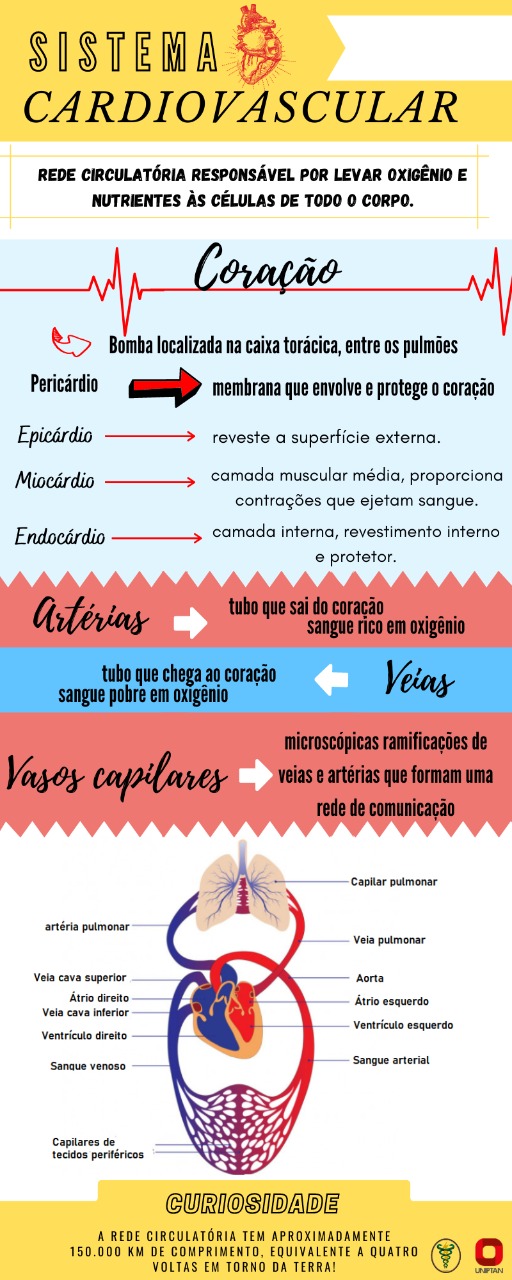 SISTEMA
CARDIOVASCULAR
REDE CIRCULATÓRIA RESPONSÁVEL POR LEVAR OXIGÊNIO E
NUTRIENTES ÀS CÉLULAS DE TODO O CORPO.
Coração
Bomba localizada na caixa torácica, entre os pulmões
Pericárdio
membrana que envolve e protege o coração
Epicárdio
reveste a superfície externa.
Miocárdio
camada muscular média, proporciona
contrações que ejetam sangue.
Endocárdio
camada interna, revestimento interno
e protetor.
Artérias
tubo que sai do coração
sangue rico em oxigênio
tubo que chega ao coração
sangue pobre em oxigênio
Veias
Vasos capilares
microscópicas ramificações de
veias e artérias que formam uma
rede de comunicação
Capilar pulmonar
artéria pulmonar
Veia pulmonar
Veia cava superior
Aorta
Átrio direito
Átrio esquerdo
Veia cava inferior
Ventrículo esquerdo
Ventrículo direito
Sangue venoso
Sangue arterial
Capilares de
tecidos periféricos
CURIOSIDADE
A REDE CIRCULATÓRIA TEM APROXIMADAMENTE
150.000 KM DE COMPRIMENTO, EQUIVALENTE A QUATRO
VOLTAS EM TORNO DA TERRA!
UNIPTAN